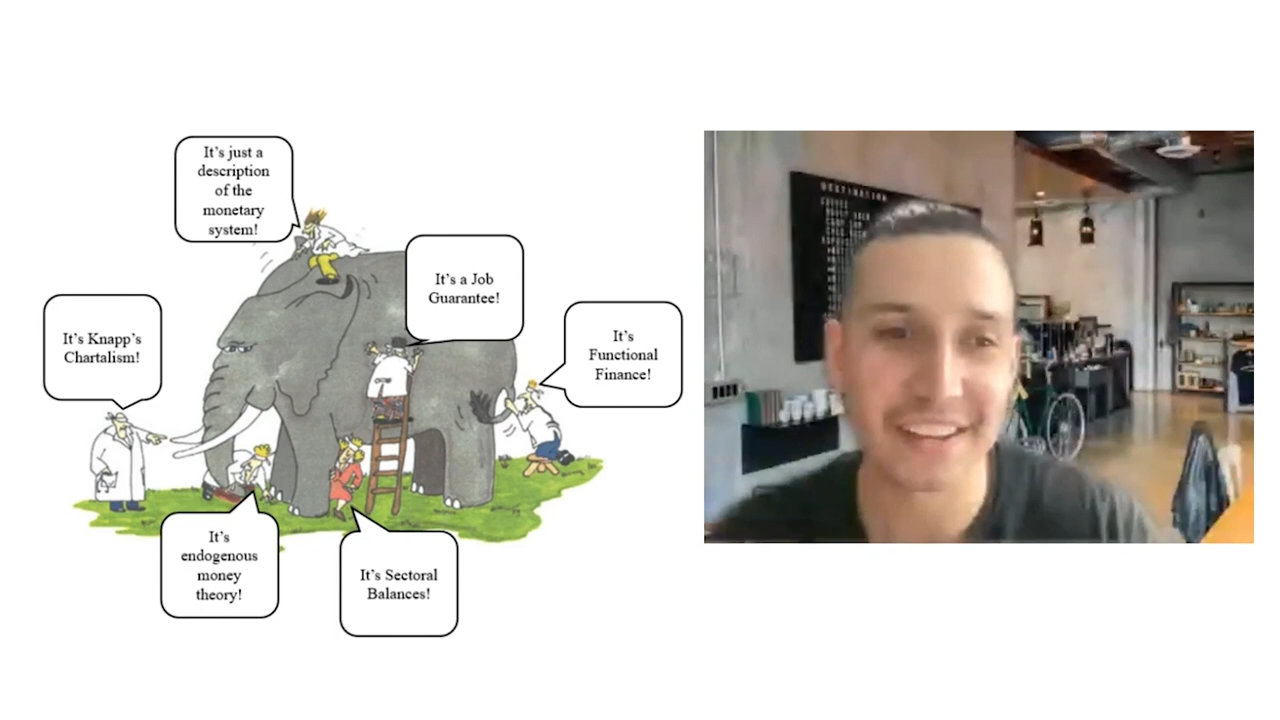 It's just a
description
of the
monetary
system!
It's a Job
Guarantee!
It's Knapp's
Chartalism!
It's
Functional
Finance!
It's
endogenous
money
theory!
It's Sectoral
Balances!
DESTINATION